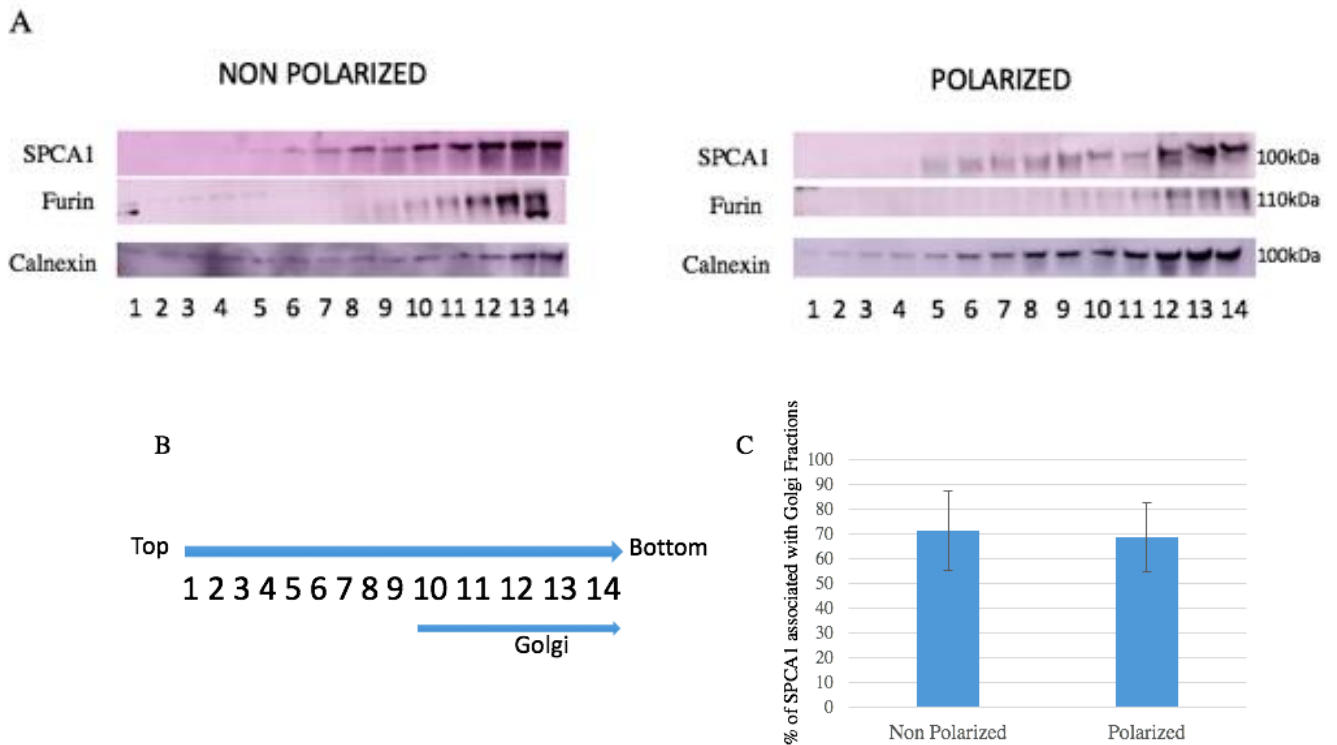 A
NON POLARIZED
SPCA1
Furin
Calnexin
1 2 3 4 5 6 7 8 9 10 11 12 13 14
POLARIZED
SPCA1 100kDa
Furin 110kDa
Calnexin 100kDa
1 2 3 4 5 6 7 8 9 10 11 12 13 14
B
Top Bottom
1 2 3 4 5 6 7 8 9 10 11 12 13 14
Golgi
C
% of SPCA1 associated with Golgi Fractions
100
90
80
70
60
50
40
30
20
10
0
Non Polarized Polarized